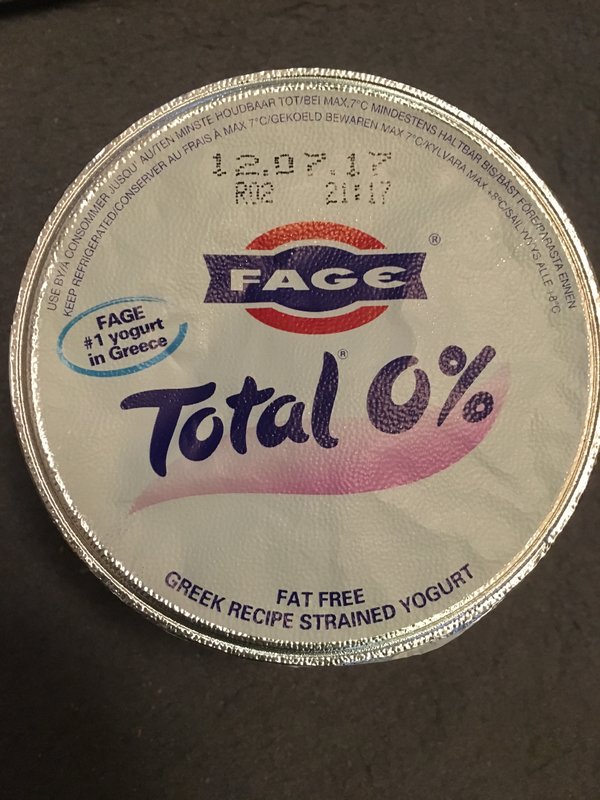 USE BY/A CONSOMMER JUSQU' AU/TEN MINSTE HOUDBAAR TOT/BEI MAX.7°C MINDESTENS HALTBAR BIS/BÄST FÖRE/PARASTA ENNEN
KEEP REFRIGERATED/CONSERVER AU FRAIS À MAX 7°C/GEKOELD BEWAREN MAX 7°C/KYLVARA MAX +8°C/SÄILYVYYS ALLE +8°C
12.07.17
R02 21:17
FAGE®
FAGE
#1 yogurt
in Greece
Total® 0%
FAT FREE
GREEK RECIPE STRAINED YOGURT